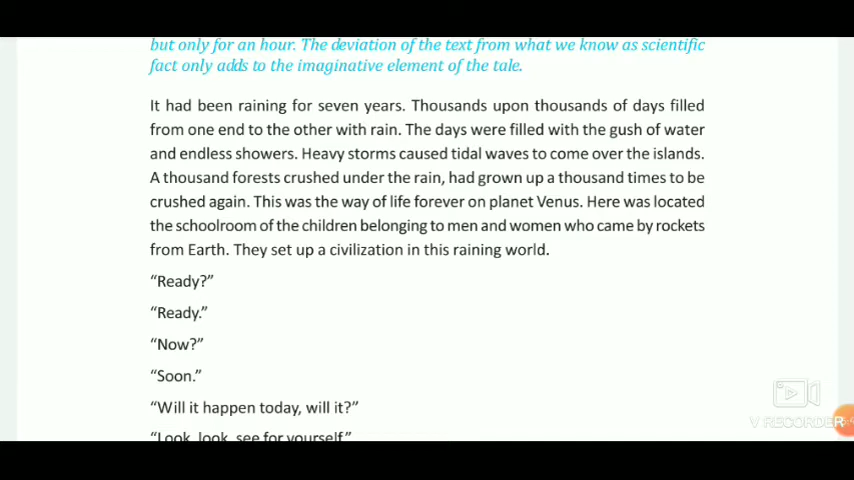 but only for an hour. The deviation of the text from what we know as scientific
fact only adds to the imaginative element of the tale.
It had been raining for seven years. Thousands upon thousands of days filled
from one end to the other with rain. The days were filled with the gush of water
and endless showers. Heavy storms caused tidal waves to come over the islands.
A thousand forests crushed under the rain, had grown up a thousand times to be
crushed again. This was the way of life forever on planet Venus. Here was located
the schoolroom of the children belonging to men and women who came by rockets
from Earth. They set up a civilization in this raining world.
“Ready?”
“Ready.”
“Now?”
“Soon.”
“Will it happen today, will it?”
“Look, look, see for yourself.”
V RECORDER